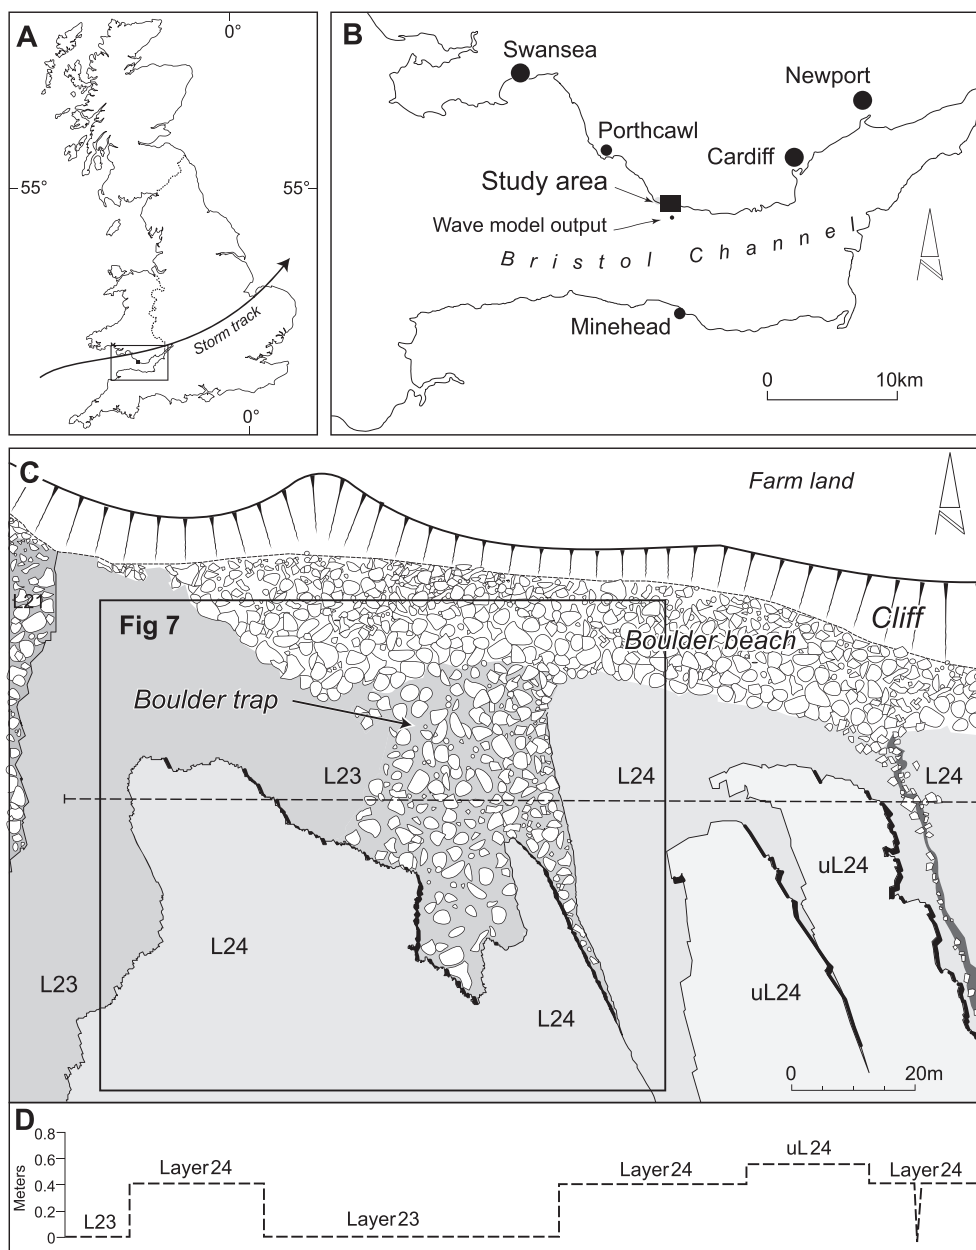 A
0°
55°
55°
Storm track
0°
B
Swansea
Newport
Porthcawl
Cardiff
Study area
Wave model output
Bristol Channel
Minehead
0 10km
N
C
Farm land
N
Cliff
Fig 7
Boulder beach
Boulder trap
L23
L24
L24
uL24
L24
L23
uL24
L24
0 20m
D
Meters
0.8
0.6
0.4
0.2
0
L23
Layer24
Layer23
Layer24
uL24
Layer24